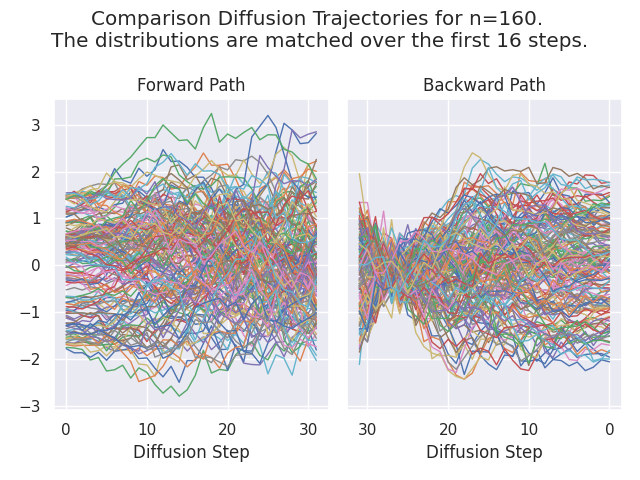 Comparison Diffusion Trajectories for n=160.
The distributions are matched over the first 16 steps.
Forward Path
Backward Path
3
2
1
0
−1
−2
−3
0
10
20
30
30
20
10
0
Diffusion Step
Diffusion Step